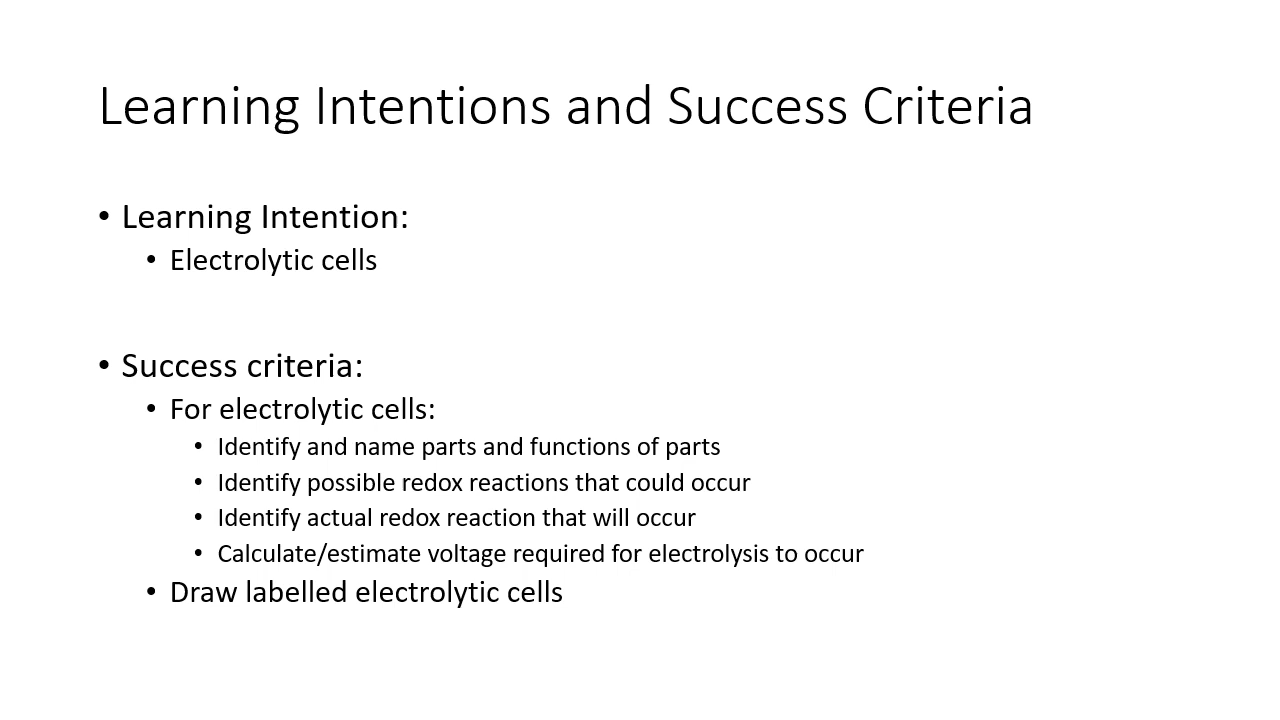 Learning Intentions and Success Criteria
• Learning Intention:
• Electrolytic cells
• Success criteria:
• For electrolytic cells:
• Identify and name parts and functions of parts
• Identify possible redox reactions that could occur
• Identify actual redox reaction that will occur
• Calculate/estimate voltage required for electrolysis to occur
• Draw labelled electrolytic cells